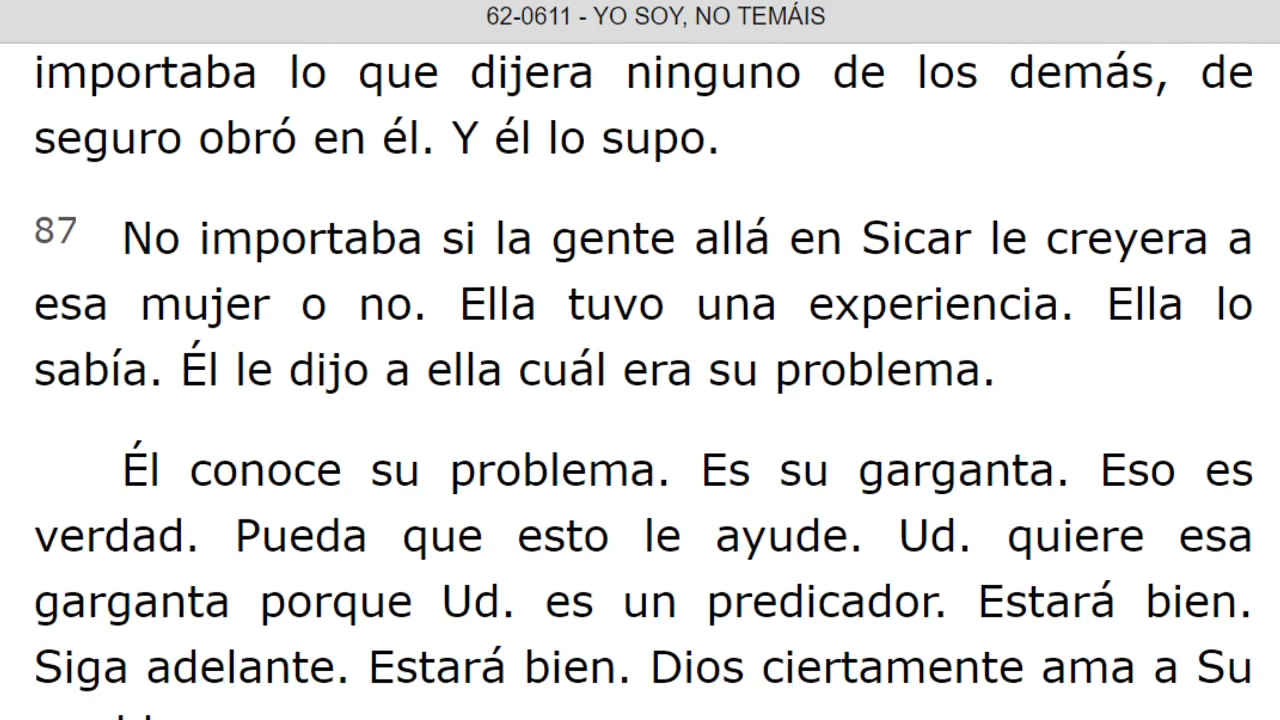 62-0611 - YO SOY, NO TEMÁIS
importaba lo que dijera ninguno de los demás, de
seguro obró en él. Y él lo supo.
87 No importaba si la gente allá en Sicar le creyera a
esa mujer o no. Ella tuvo una experiencia. Ella lo
sabía. Él le dijo a ella cuál era su problema.
Él conoce su problema. Es su garganta. Eso es
verdad. Pueda que esto le ayude. Ud. quiere esa
garganta porque Ud. es un predicador. Estará bien.
Siga adelante. Estará bien. Dios ciertamente ama a Su